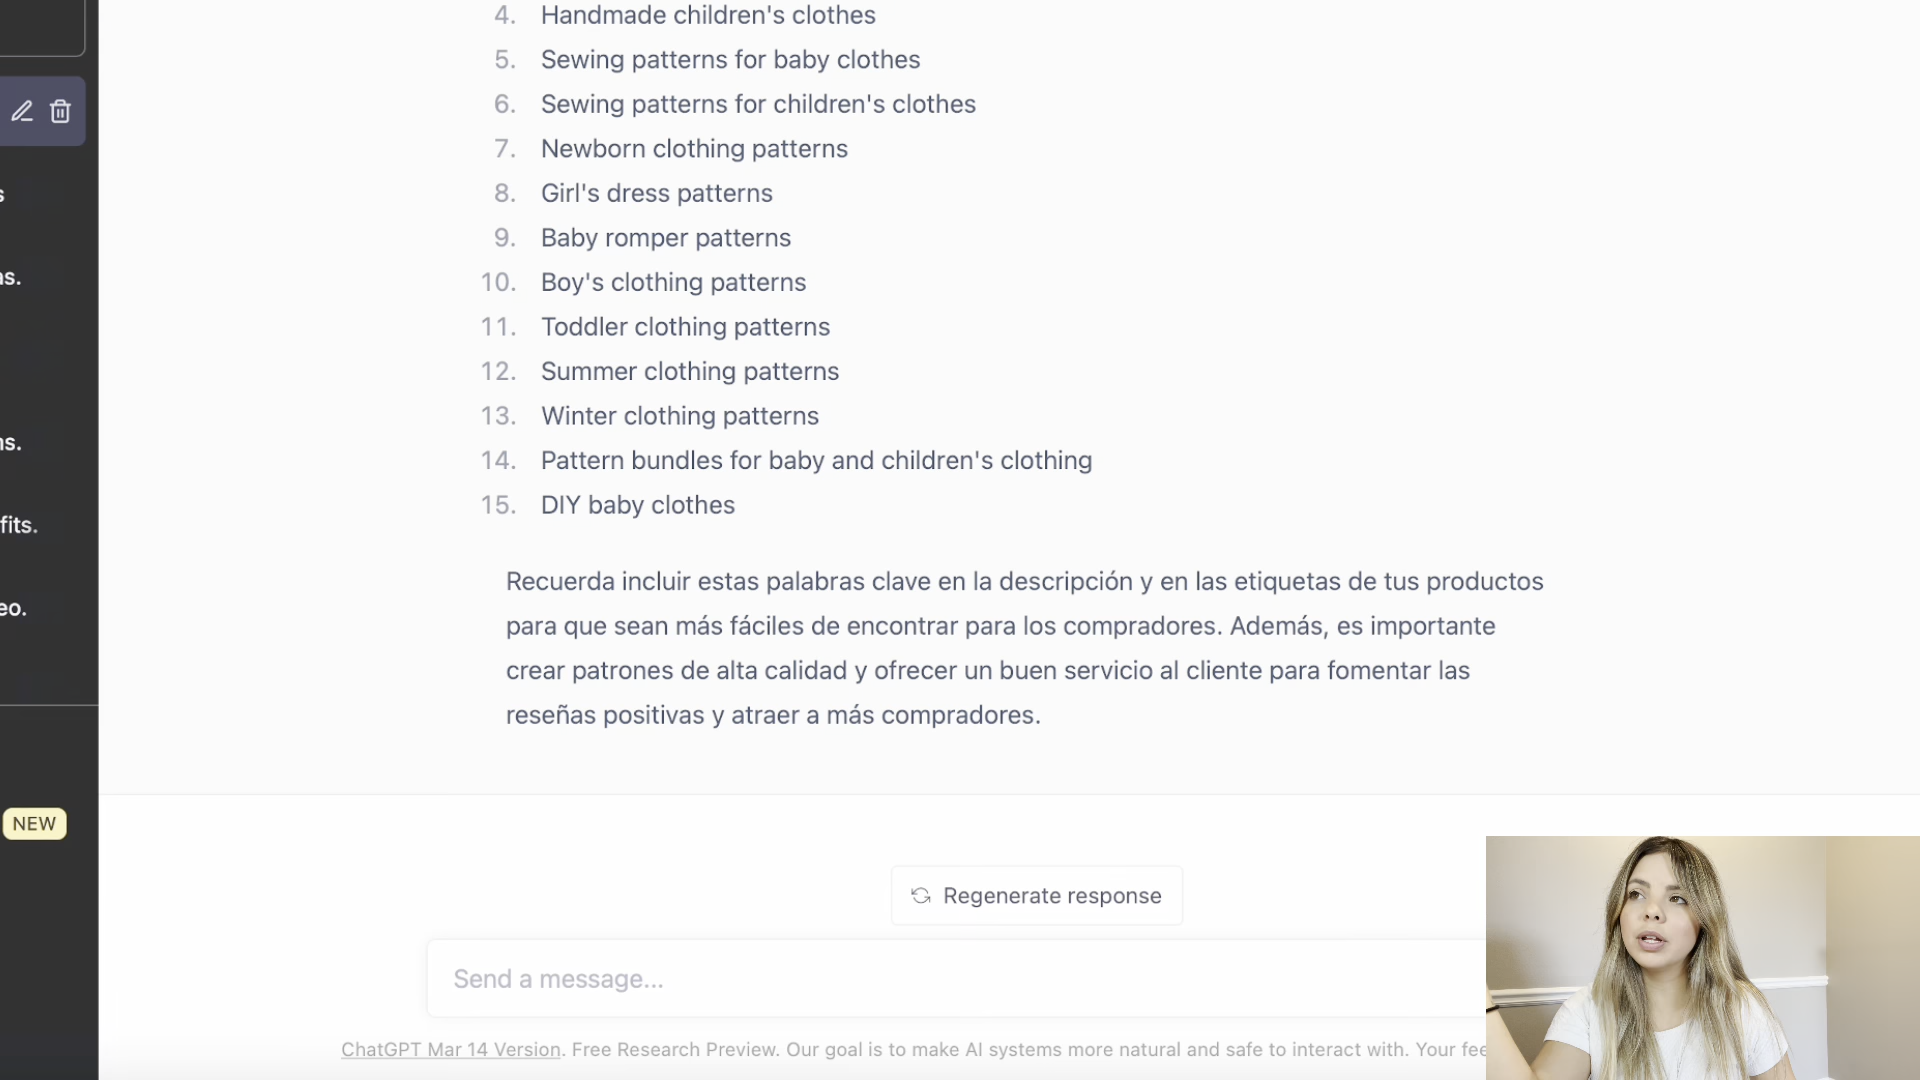 4. Handmade children's clothes
5. Sewing patterns for baby clothes
6. Sewing patterns for children's clothes
7. Newborn clothing patterns
8. Girl's dress patterns
9. Baby romper patterns
10. Boy's clothing patterns
11. Toddler clothing patterns
12. Summer clothing patterns
13. Winter clothing patterns
14. Pattern bundles for baby and children's clothing
15. DIY baby clothes
Recuerda incluir estas palabras clave en la descripción y en las etiquetas de tus productos
para que sean más fáciles de encontrar para los compradores. Además, es importante
crear patrones de alta calidad y ofrecer un buen servicio al cliente para fomentar las
reseñas positivas y atraer a más compradores.
NEW
Regenerate response
Send a message...
ChatGPT Mar 14 Version. Free Research Preview. Our goal is to make AI systems more natural and safe to interact with. Your